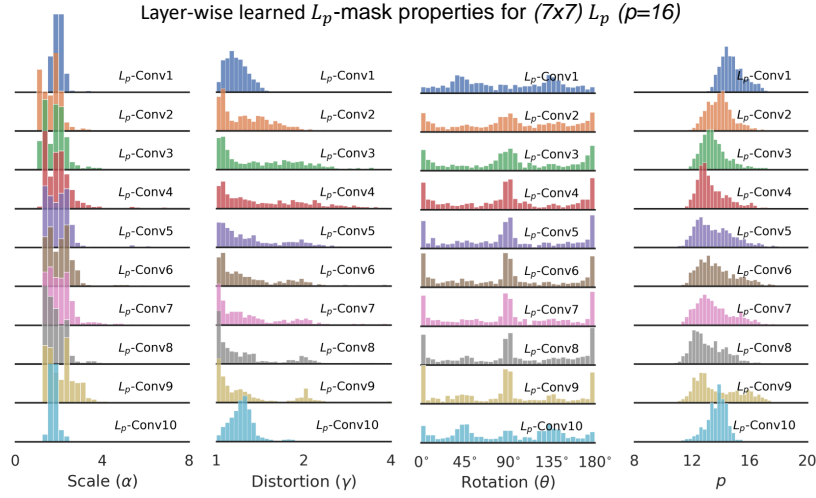 Layer-wise learned Lₚ-mask properties for (7x7) Lₚ (p=16)
Lₚ-Conv1 Lₚ-Conv1 Lₚ-Conv1 Lₚ-Conv1
Lₚ-Conv2 Lₚ-Conv2 Lₚ-Conv2 Lₚ-Conv2
Lₚ-Conv3 Lₚ-Conv3 Lₚ-Conv3 Lₚ-Conv3
Lₚ-Conv4 Lₚ-Conv4 Lₚ-Conv4 Lₚ-Conv4
Lₚ-Conv5 Lₚ-Conv5 Lₚ-Conv5 Lₚ-Conv5
Lₚ-Conv6 Lₚ-Conv6 Lₚ-Conv6 Lₚ-Conv6
Lₚ-Conv7 Lₚ-Conv7 Lₚ-Conv7 Lₚ-Conv7
Lₚ-Conv8 Lₚ-Conv8 Lₚ-Conv8 Lₚ-Conv8
Lₚ-Conv9 Lₚ-Conv9 Lₚ-Conv9 Lₚ-Conv9
Lₚ-Conv10 Lₚ-Conv10 Lₚ-Conv10 Lₚ-Conv10
0 4 8 1 2 4 0° 45° 90° 135° 180° 8 12 16 20
Scale (α) Distortion (γ) Rotation (θ) p